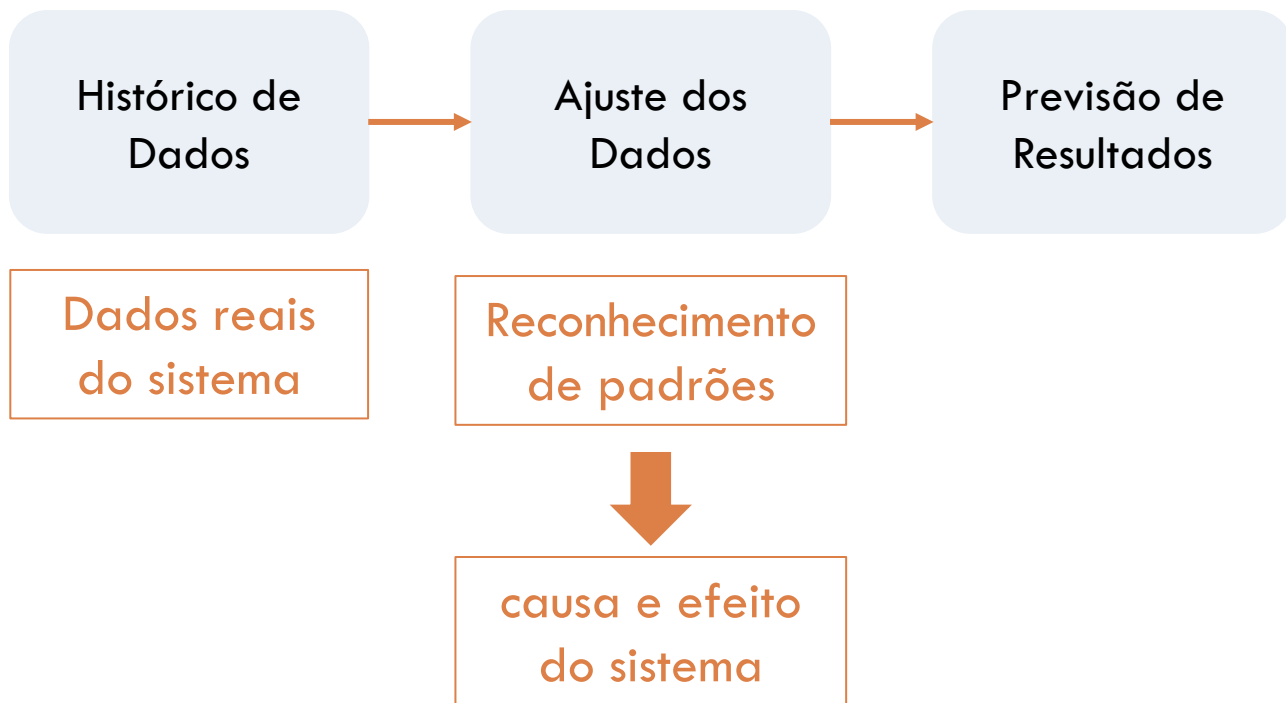 Histórico de
Dados
Ajuste dos
Dados
Previsão de
Resultados
Dados reais
do sistema
Reconhecimento
de padrões
causa e efeito
do sistema